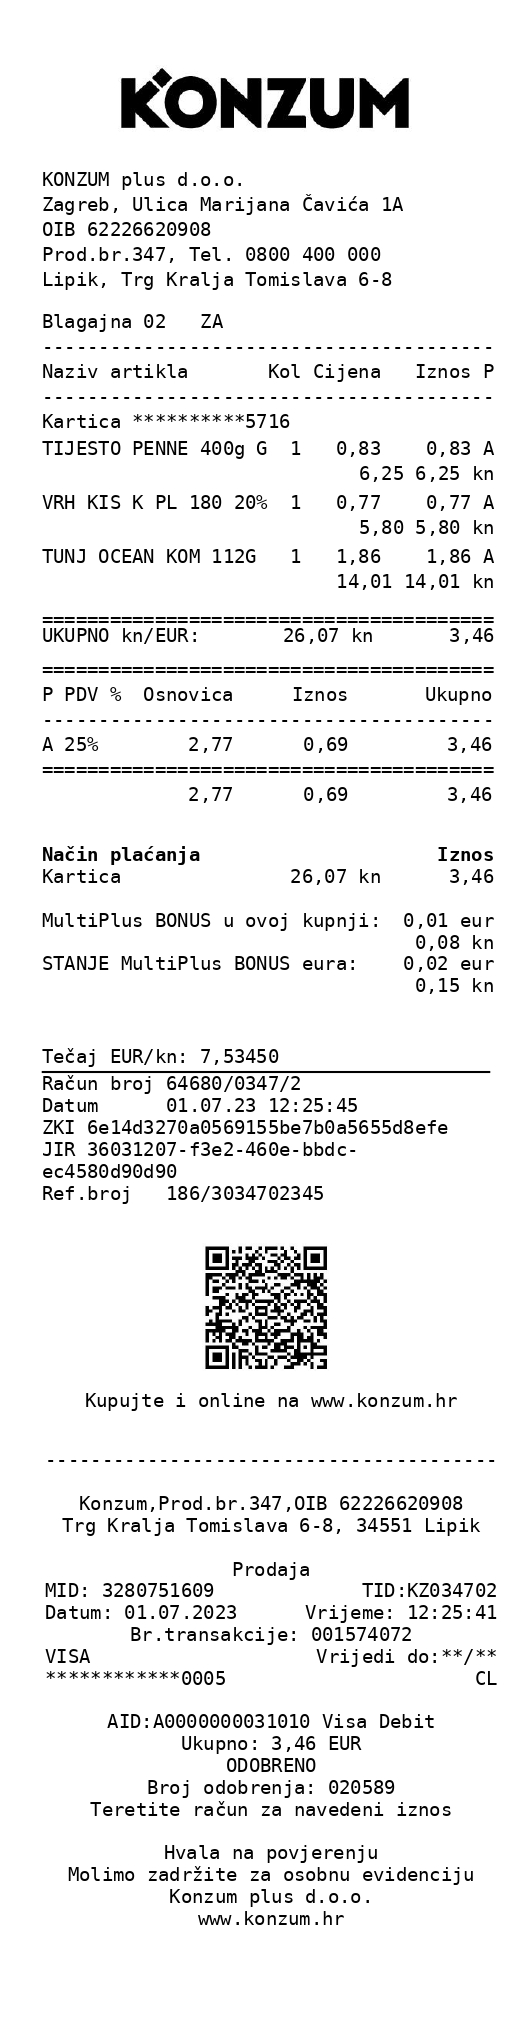 KONZUM
KONZUM plus d.o.o.
Zagreb, Ulica Marijana Čavića 1A
OIB 62226620908
Prod.br.347, Tel. 0800 400 000
Lipik, Trg Kralja Tomislava 6-8
Blagajna 02   ZA
----------------------------------------
Naziv artikla       Kol Cijena   Iznos P
----------------------------------------
Kartica **********5716
TIJESTO PENNE 400g G  1   0,83    0,83 A
6,25 6,25 kn
VRH KIS K PL 180 20%  1   0,77    0,77 A
5,80 5,80 kn
TUNJ OCEAN KOM 112G   1   1,86    1,86 A
14,01 14,01 kn
========================================
UKUPNO kn/EUR:       26,07 kn       3,46
========================================
P PDV %  Osnovica     Iznos       Ukupno
----------------------------------------
A 25%        2,77      0,69         3,46
========================================
2,77      0,69         3,46
Način plaćanja                     Iznos
Kartica               26,07 kn      3,46
MultiPlus BONUS u ovoj kupnji:  0,01 eur
0,08 kn
STANJE MultiPlus BONUS eura:    0,02 eur
0,15 kn
Tečaj EUR/kn: 7,53450
Račun broj 64680/0347/2
Datum      01.07.23 12:25:45
ZKI 6e14d3270a0569155be7b0a5655d8efe
JIR 36031207-f3e2-460e-bbdc-
ec4580d90d90
Ref.broj   186/3034702345
Kupujte i online na www.konzum.hr
----------------------------------------
Konzum,Prod.br.347,OIB 62226620908
Trg Kralja Tomislava 6-8, 34551 Lipik
Prodaja
MID: 3280751609             TID:KZ034702
Datum: 01.07.2023      Vrijeme: 12:25:41
Br.transakcije: 001574072
VISA                    Vrijedi do:**/**
************0005                      CL
AID:A0000000031010 Visa Debit
Ukupno: 3,46 EUR
ODOBRENO
Broj odobrenja: 020589
Teretite račun za navedeni iznos
Hvala na povjerenju
Molimo zadržite za osobnu evidenciju
Konzum plus d.o.o.
www.konzum.hr